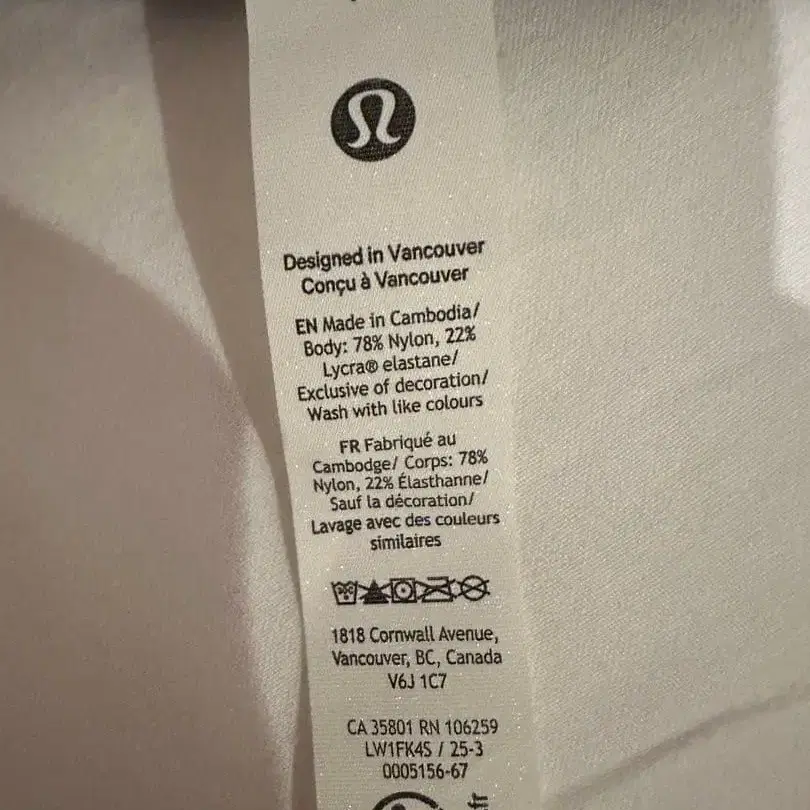 Designed in Vancouver
Conçu à Vancouver
EN Made in Cambodia/
Body: 78% Nylon, 22%
Lycra® elastane/
Exclusive of decoration/
Wash with like colours
FR Fabriqué au
Cambodge/ Corps: 78%
Nylon, 22% Élasthanne/
Sauf la décoration/
Lavage avec des couleurs
similaires
1818 Cornwall Avenue,
Vancouver, BC, Canada
V6J 1C7
CA 35801 RN 106259
LW1FK4S / 25-3
0005156-67
fr